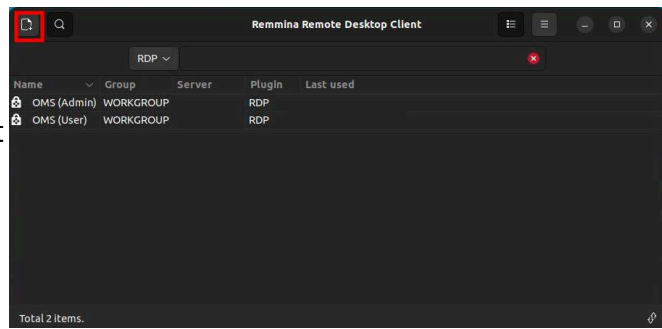 Remmina Remote Desktop Client
RDP
Name Group Server Plugin Last used
OMS (Admin) WORKGROUP RDP
OMS (User) WORKGROUP RDP
Total 2 items.